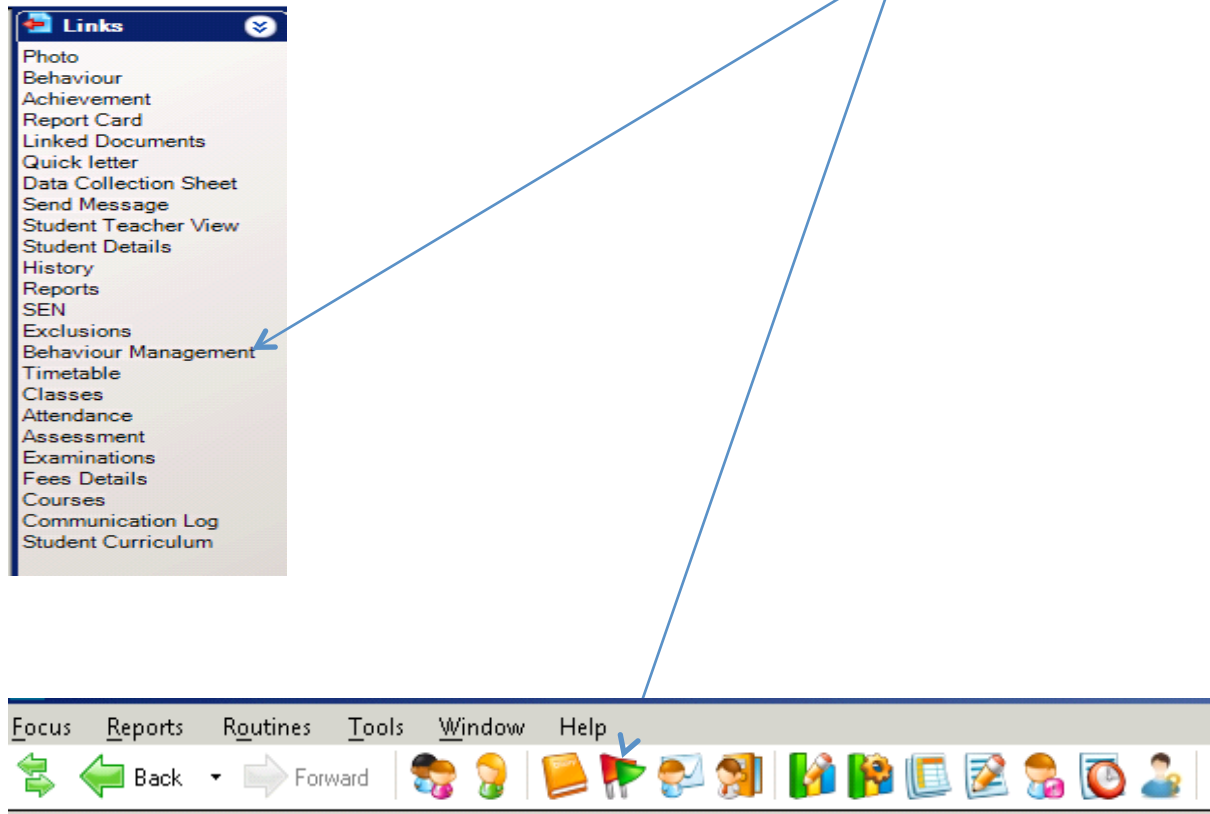 Links
Photo
Behaviour
Achievement
Report Card
Linked Documents
Quick letter
Data Collection Sheet
Send Message
Student Teacher View
Student Details
History
Reports
SEN
Exclusions
Behaviour Management
Timetable
Classes
Attendance
Assessment
Examinations
Fees Details
Courses
Communication Log
Student Curriculum
Focus Reports Routines Tools Window Help
Back Forward